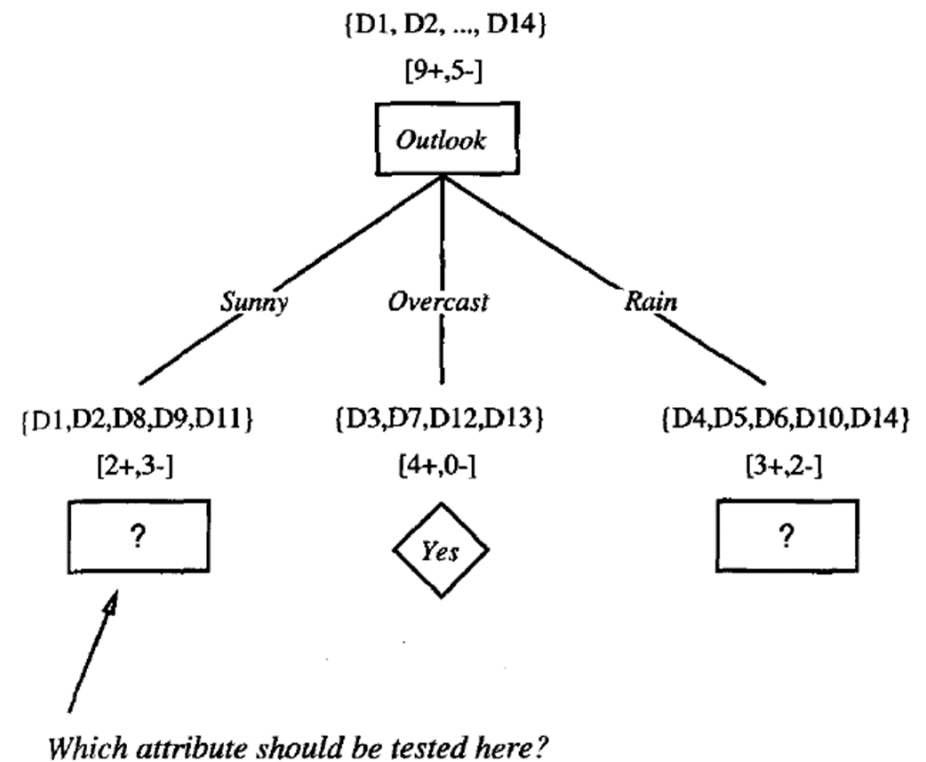 {D1, D2, ..., D14}
[9+,5-]
Outlook
Sunny
Overcast
Rain
{D1,D2,D8,D9,D11}
{D3,D7,D12,D13}
{D4,D5,D6,D10,D14}
[2+,3-]
[4+,0-]
[3+,2-]
?
Yes
?
Which attribute should be tested here?